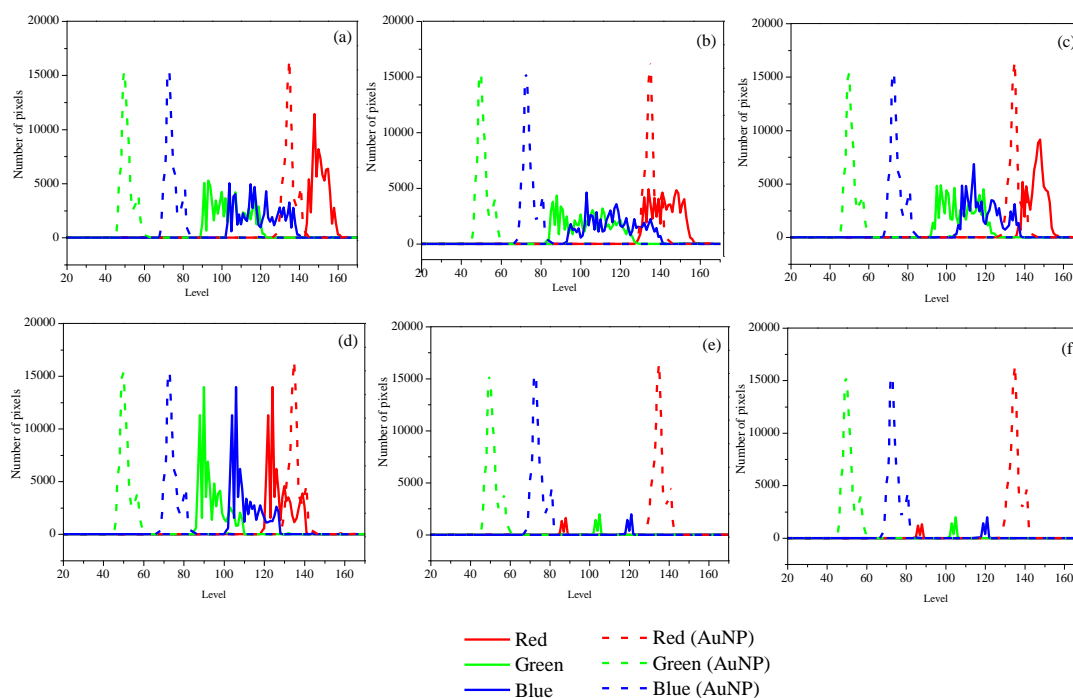 (a)
20000
15000
10000
5000
0
Number of pixels
20 40 60 80 100 120 140 160
Level
(b)
20000
15000
10000
5000
0
Number of pixels
20 40 60 80 100 120 140 160
Level
(c)
20000
15000
10000
5000
0
Number of pixels
20 40 60 80 100 120 140 160
Level
(d)
20000
15000
10000
5000
0
Number of pixels
20 40 60 80 100 120 140 160
Level
(e)
20000
15000
10000
5000
0
Number of pixels
20 40 60 80 100 120 140 160
Level
(f
20000
15000
10000
5000
0
Number of pixels
20 40 60 80 100 120 140 160
Level
Red
Green
Blue
Red (AuNP)
Green (AuNP)
Blue (AuNP)